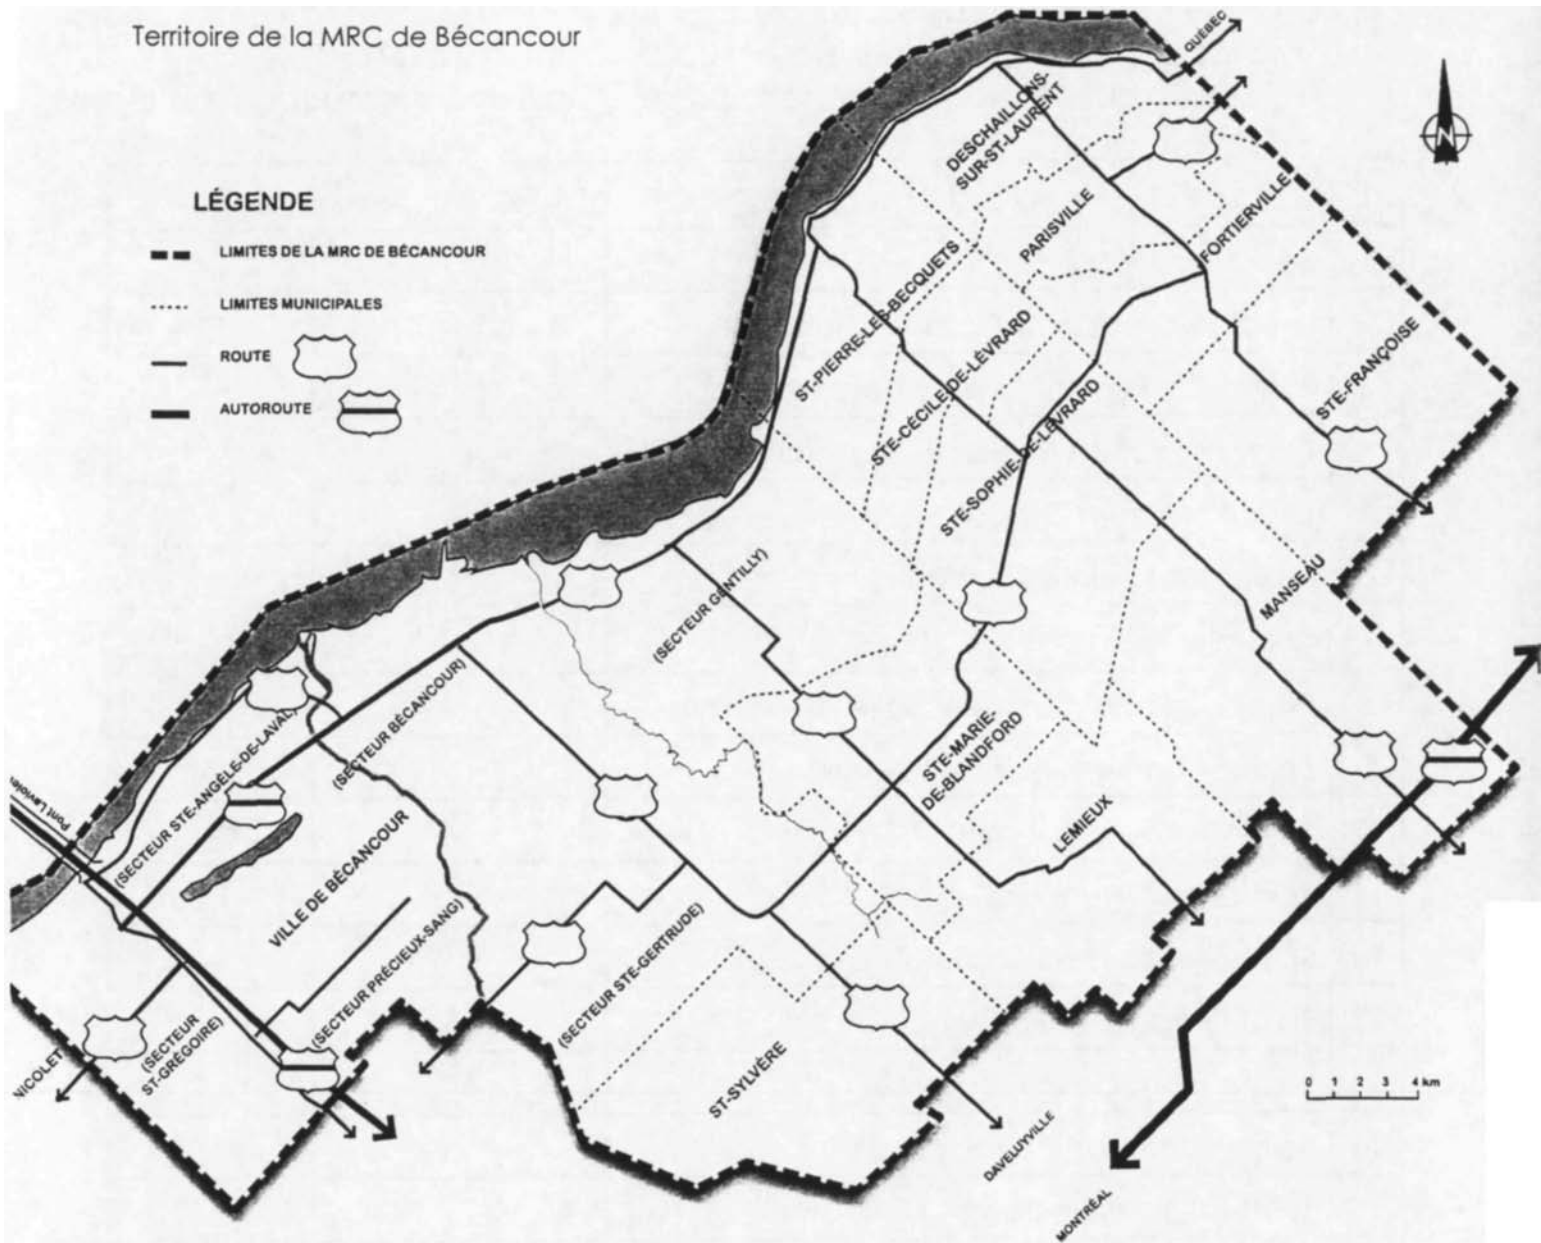 Territoire de la MRC de Bécancour
LÉGENDE
LIMITES DE LA MRC DE BÉCANCOUR
LIMITES MUNICIPALES
ROUTE
AUTOROUTE
QUÉBEC
N
DESCHAILLONS-
SUR-ST-LAURENT
PARISVILLE
FORTIERVILLE
ST-PIERRE-LES-BECQUETS
STE-CÉCILE-DE-LÉVRARD
STE-SOPHIE-DE-LÉVRARD
STE-FRANÇOISE
MANSEAU
(SECTEUR GENTILLY)
(SECTEUR BÉCANCOUR)
(SECTEUR STE-ANGÈLE-DE-LAVAL)
STE-MARIE-
DE-BLANDFORD
LEMIEUX
Pont Laviolet
VILLE DE BÉCANCOUR
(SECTEUR PRÉCIEUX-SANG)
(SECTEUR STE-GERTRUDE)
(SECTEUR
ST-GRÉGOIRE)
NICOLET
ST-SYLVÈRE
DAVELUYVILLE
MONTRÉAL
0 1 2 3 4 km